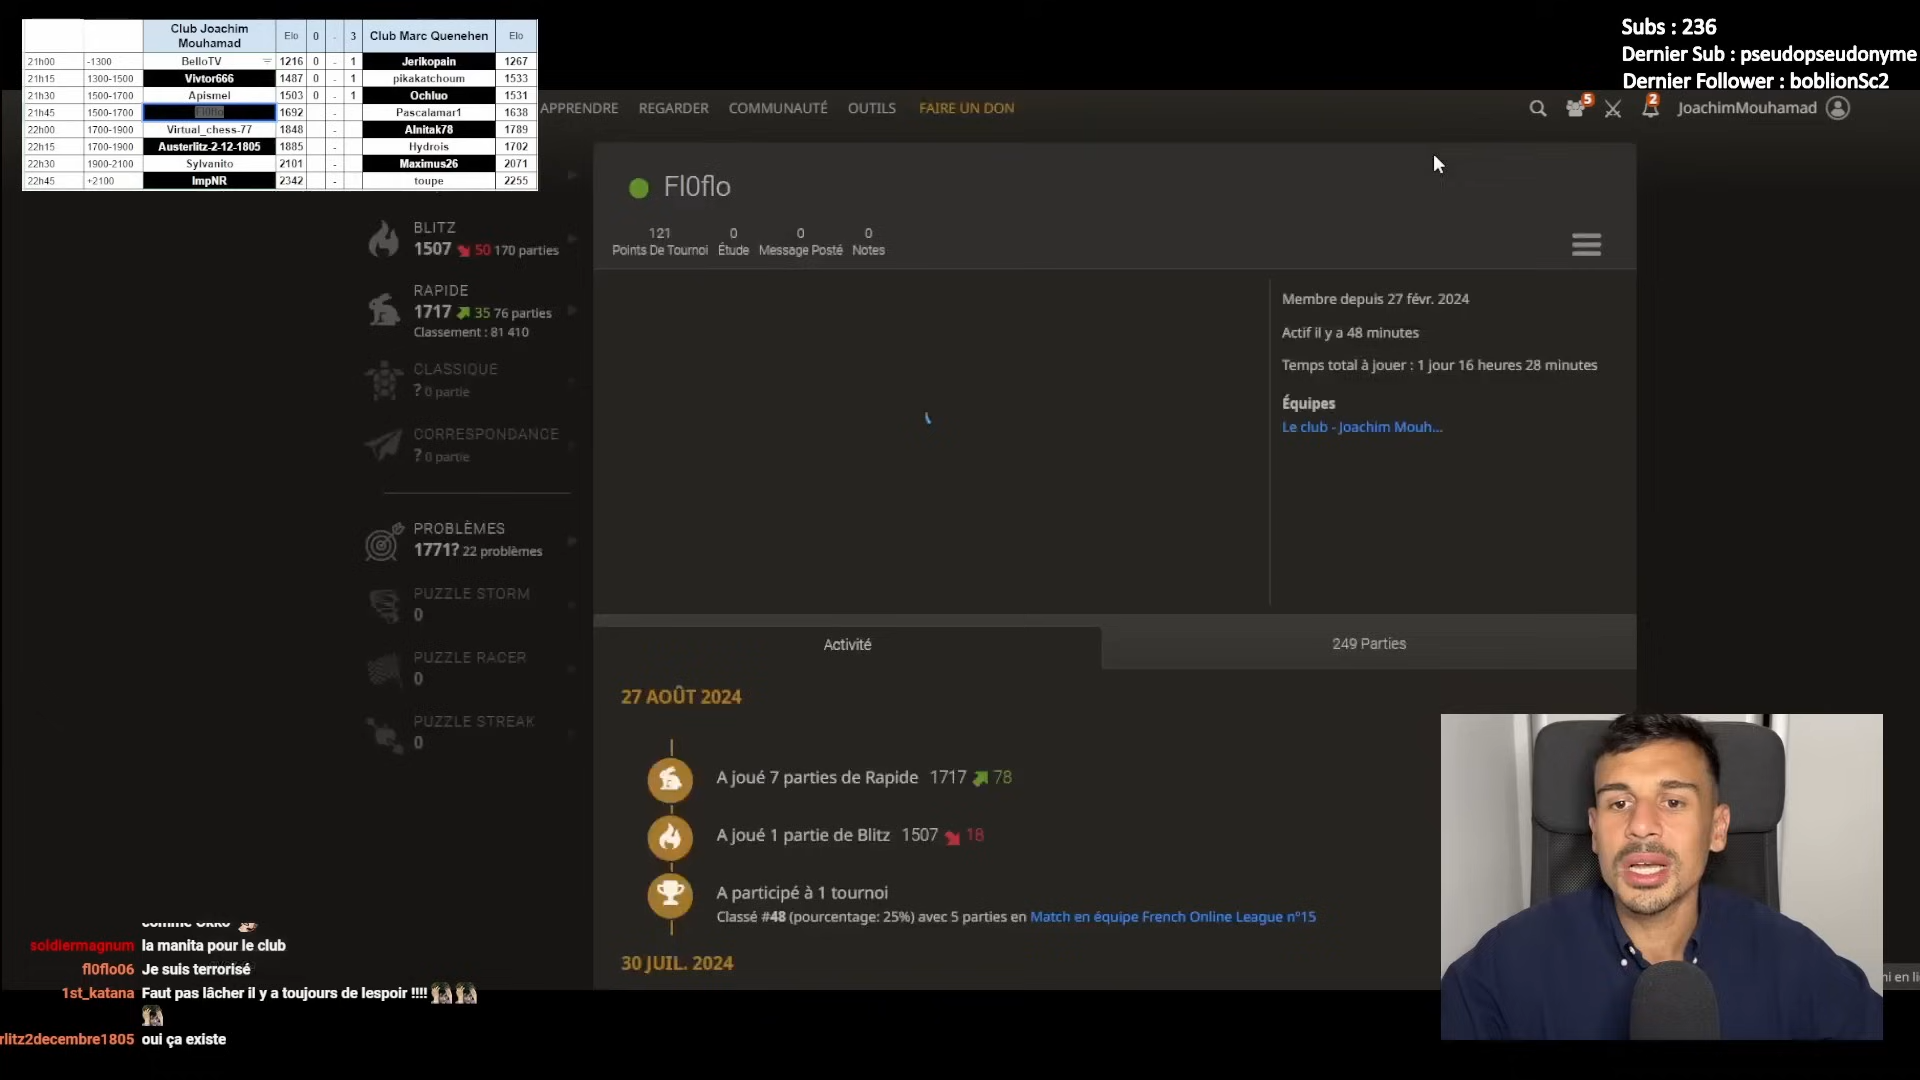 Club Joachim Mouhamad Elo 0 - 3 Club Marc Quenehen Elo
21h00 -1300 BelloTV 1216 0 - 1 Jerikopain 1267
21h15 1300-1500 Vivtor666 1487 0 - 1 pikakatchoum 1533
21h30 1500-1700 Apismel 1503 0 - 1 Ochluo 1531
21h45 1500-1700 1692 Pascalamar1 1638
22h00 1700-1900 Virtual_chess-77 1848 - Alnitak78 1789
22h15 1700-1900 Austerlitz-2-12-1805 1885 - Hydrois 1702
22h30 1900-2100 Sylvanito 2101 - Maximus26 2071
22h45 +2100 ImpNR 2342 - toupe 2255
Subs : 236
Dernier Sub : pseudopseudonyme
Dernier Follower : boblionSc2
APPRENDRE REGARDER COMMUNAUTÉ OUTILS FAIRE UN DON
5 2 JoachimMouhamad
Fl0flo
121 0 0 0
Points De Tournoi Étude Message Posté Notes
BLITZ
1507 50 170 parties
RAPIDE
1717 35 76 parties
Classement : 81 410
CLASSIQUE
? 0 partie
CORRESPONDANCE
? 0 partie
PROBLÈMES
1771? 22 problèmes
PUZZLE STORM
0
PUZZLE RACER
0
PUZZLE STREAK
0
Membre depuis 27 févr. 2024
Actif il y a 48 minutes
Temps total à jouer : 1 jour 16 heures 28 minutes
Équipes
Le club - Joachim Mouh...
Activité 249 Parties
27 AOÛT 2024
A joué 7 parties de Rapide 1717 78
A joué 1 partie de Blitz 1507 18
A participé à 1 tournoi
Classé #48 (pourcentage: 25%) avec 5 parties en Match en équipe French Online League n°15
30 JUIL. 2024
soldiermagnum la manita pour le club
fl0flo06 Je suis terrorisé
1st_katana Faut pas lâcher il y a toujours de lespoir !!!!
rlitz2decembre1805 oui ça existe